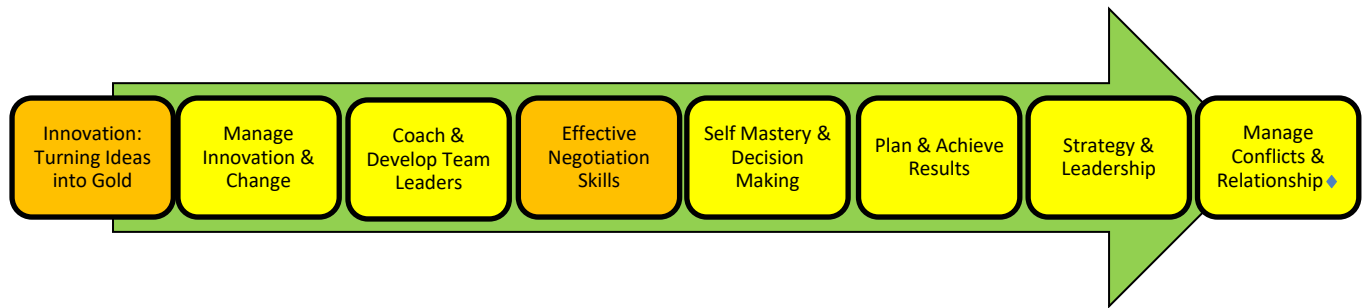 Innovation:
Turning Ideas
into Gold
Manage
Innovation &
Change
Coach &
Develop Team
Leaders
Effective
Negotiation
Skills
Self Mastery &
Decision
Making
Plan & Achieve
Results
Strategy &
Leadership
Manage
Conflicts &
Relationship♦